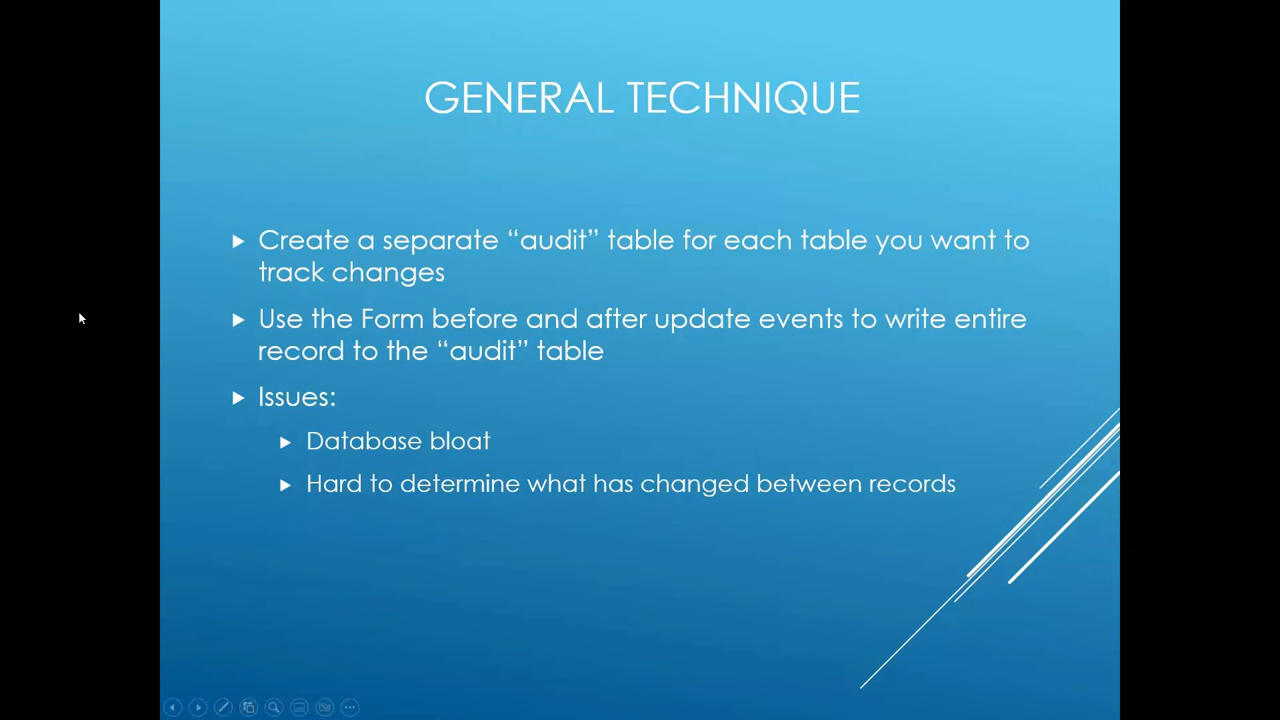 GENERAL TECHNIQUE
Create a separate “audit” table for each table you want to
track changes
Use the Form before and after update events to write entire
record to the “audit” table
Issues:
Database bloat
Hard to determine what has changed between records